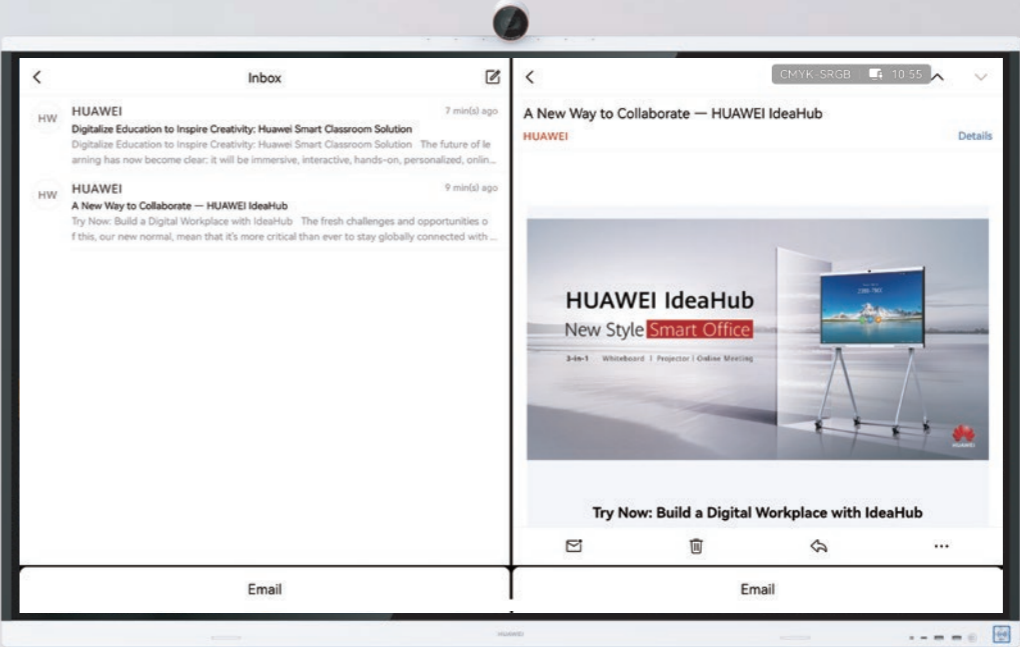 Inbox
HW
HUAWEI
7 min(s) ago
Digitalize Education to Inspire Creativity: Huawei Smart Classroom Solution
Digitalize Education to Inspire Creativity: Huawei Smart Classroom Solution The future of le
arning has now become clear: it will be immersive, interactive, hands-on, personalized, onlin...
HW
HUAWEI
9 min(s) ago
A New Way to Collaborate — HUAWEI IdeaHub
Try Now: Build a Digital Workplace with IdeaHub The fresh challenges and opportunities o
f this, our new normal, mean that it's more critical than ever to stay globally connected with ...
Email
CMYK-SRGB 10:55
A New Way to Collaborate — HUAWEI IdeaHub
HUAWEI
Details
HUAWEI IdeaHub
New Style Smart Office
3-in-1 Whiteboard | Projector | Online Meeting
HUAWEI
Try Now: Build a Digital Workplace with IdeaHub
Email
HUAWEI